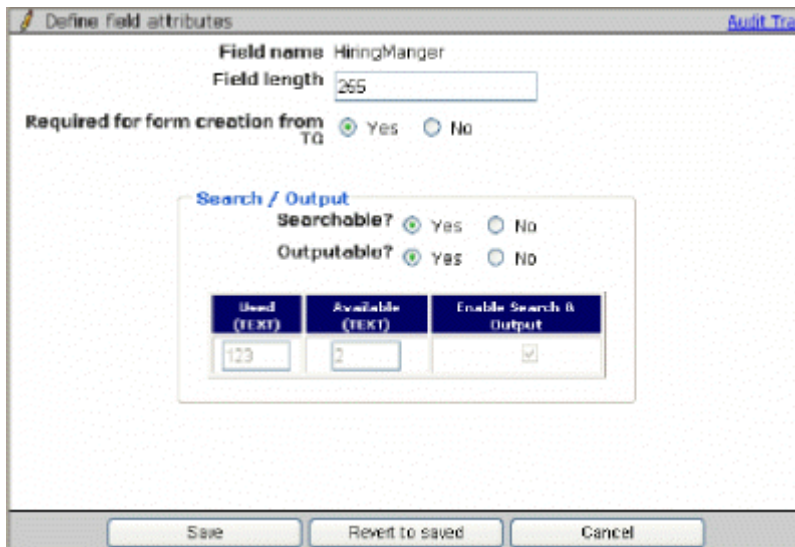 Define field attributes Audit Tra
Field name HiringManger
Field length 265
Required for form creation from
TG Yes No
Search / Output
Searchable? Yes No
Outputable? Yes No
Used Available Enable Search &
(TEXT) (TEXT) Output
123 2
Save Revert to saved Cancel